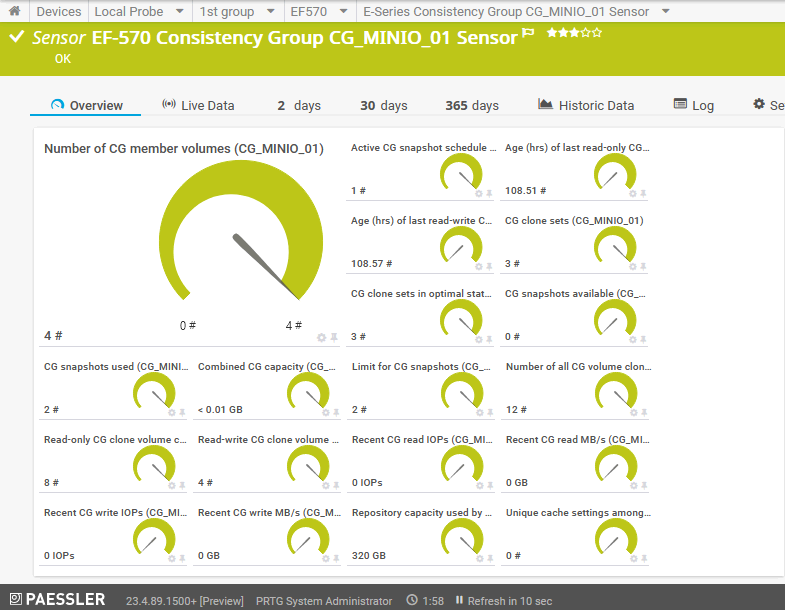 Devices Local Probe 1st group EF570 E-Series Consistency Group CG_MINIO_01 Sensor
Sensor EF-570 Consistency Group CG_MINIO_01 Sensor
OK
Overview Live Data 2 days 30 days 365 days Historic Data Log Se
Number of CG member volumes (CG_MINIO_01)
0 #
4 #
4 #
Active CG snapshot schedule ...
1 #
Age (hrs) of last read-only CG...
108.51 #
Age (hrs) of last read-write C...
108.57 #
CG clone sets (CG_MINIO_01)
3 #
CG clone sets in optimal stat...
3 #
CG snapshots available (CG_...
0 #
CG snapshots used (CG_MINI...
2 #
Combined CG capacity (CG_...
< 0.01 GB
Limit for CG snapshots (CG_...
2 #
Number of all CG volume clon...
12 #
Read-only CG clone volume c...
8 #
Read-write CG clone volume ...
4 #
Recent CG read IOPs (CG_MI...
0 IOPs
Recent CG read MB/s (CG_MI...
0 GB
Recent CG write IOPs (CG_MI...
0 IOPs
Recent CG write MB/s (CG_M...
0 GB
Repository capacity used by ...
320 GB
Unique cache settings among...
0 #
PAESSLER 23.4.89.1500+ [Preview] PRTG System Administrator 1:58 Refresh in 10 sec